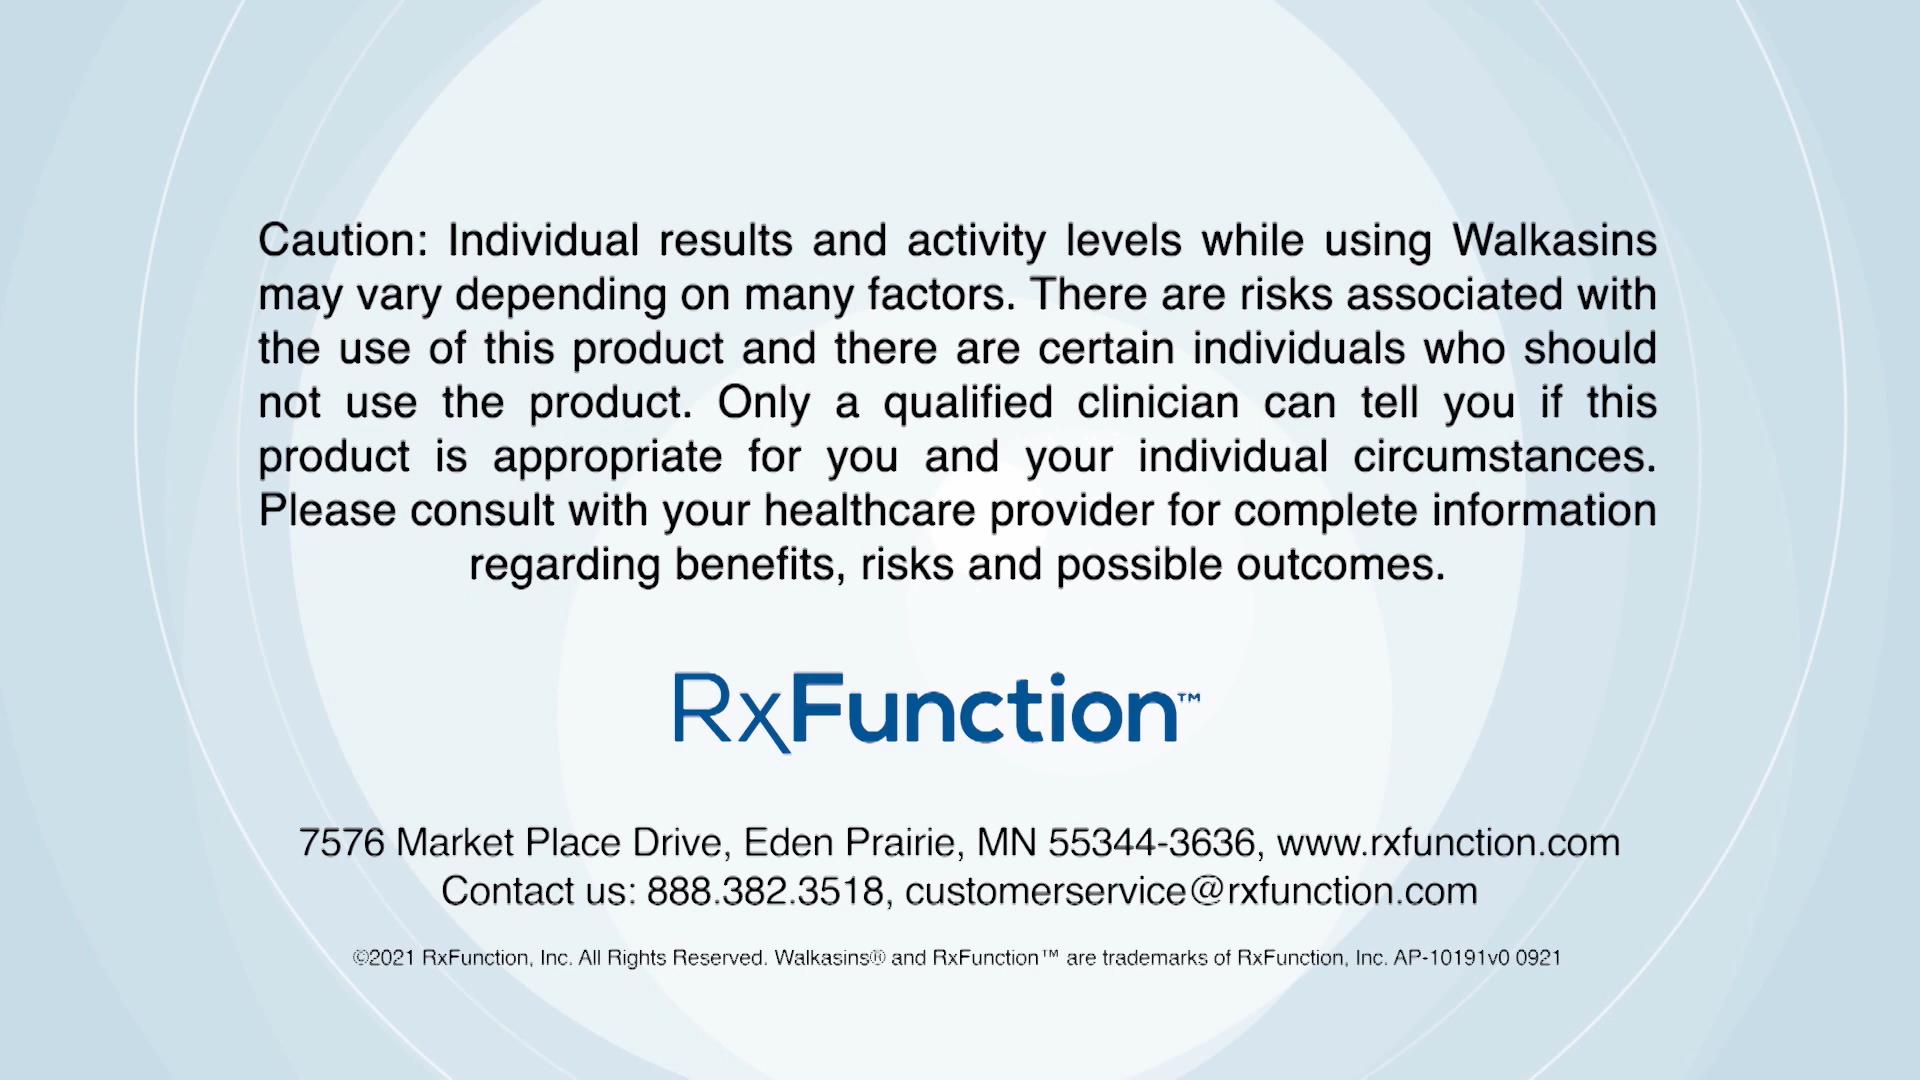 Caution: Individual results and activity levels while using Walkasins
may vary depending on many factors. There are risks associated with
the use of this product and there are certain individuals who should
not use the product. Only a qualified clinician can tell you if this
product is appropriate for you and your individual circumstances.
Please consult with your healthcare provider for complete information
regarding benefits, risks and possible outcomes.
RxFunction™
7576 Market Place Drive, Eden Prairie, MN 55344-3636, www.rxfunction.com
Contact us: 888.382.3518, customerservice@rxfunction.com
©2021 RxFunction, Inc. All Rights Reserved. Walkasins® and RxFunction™ are trademarks of RxFunction, Inc. AP-10191v0 0921